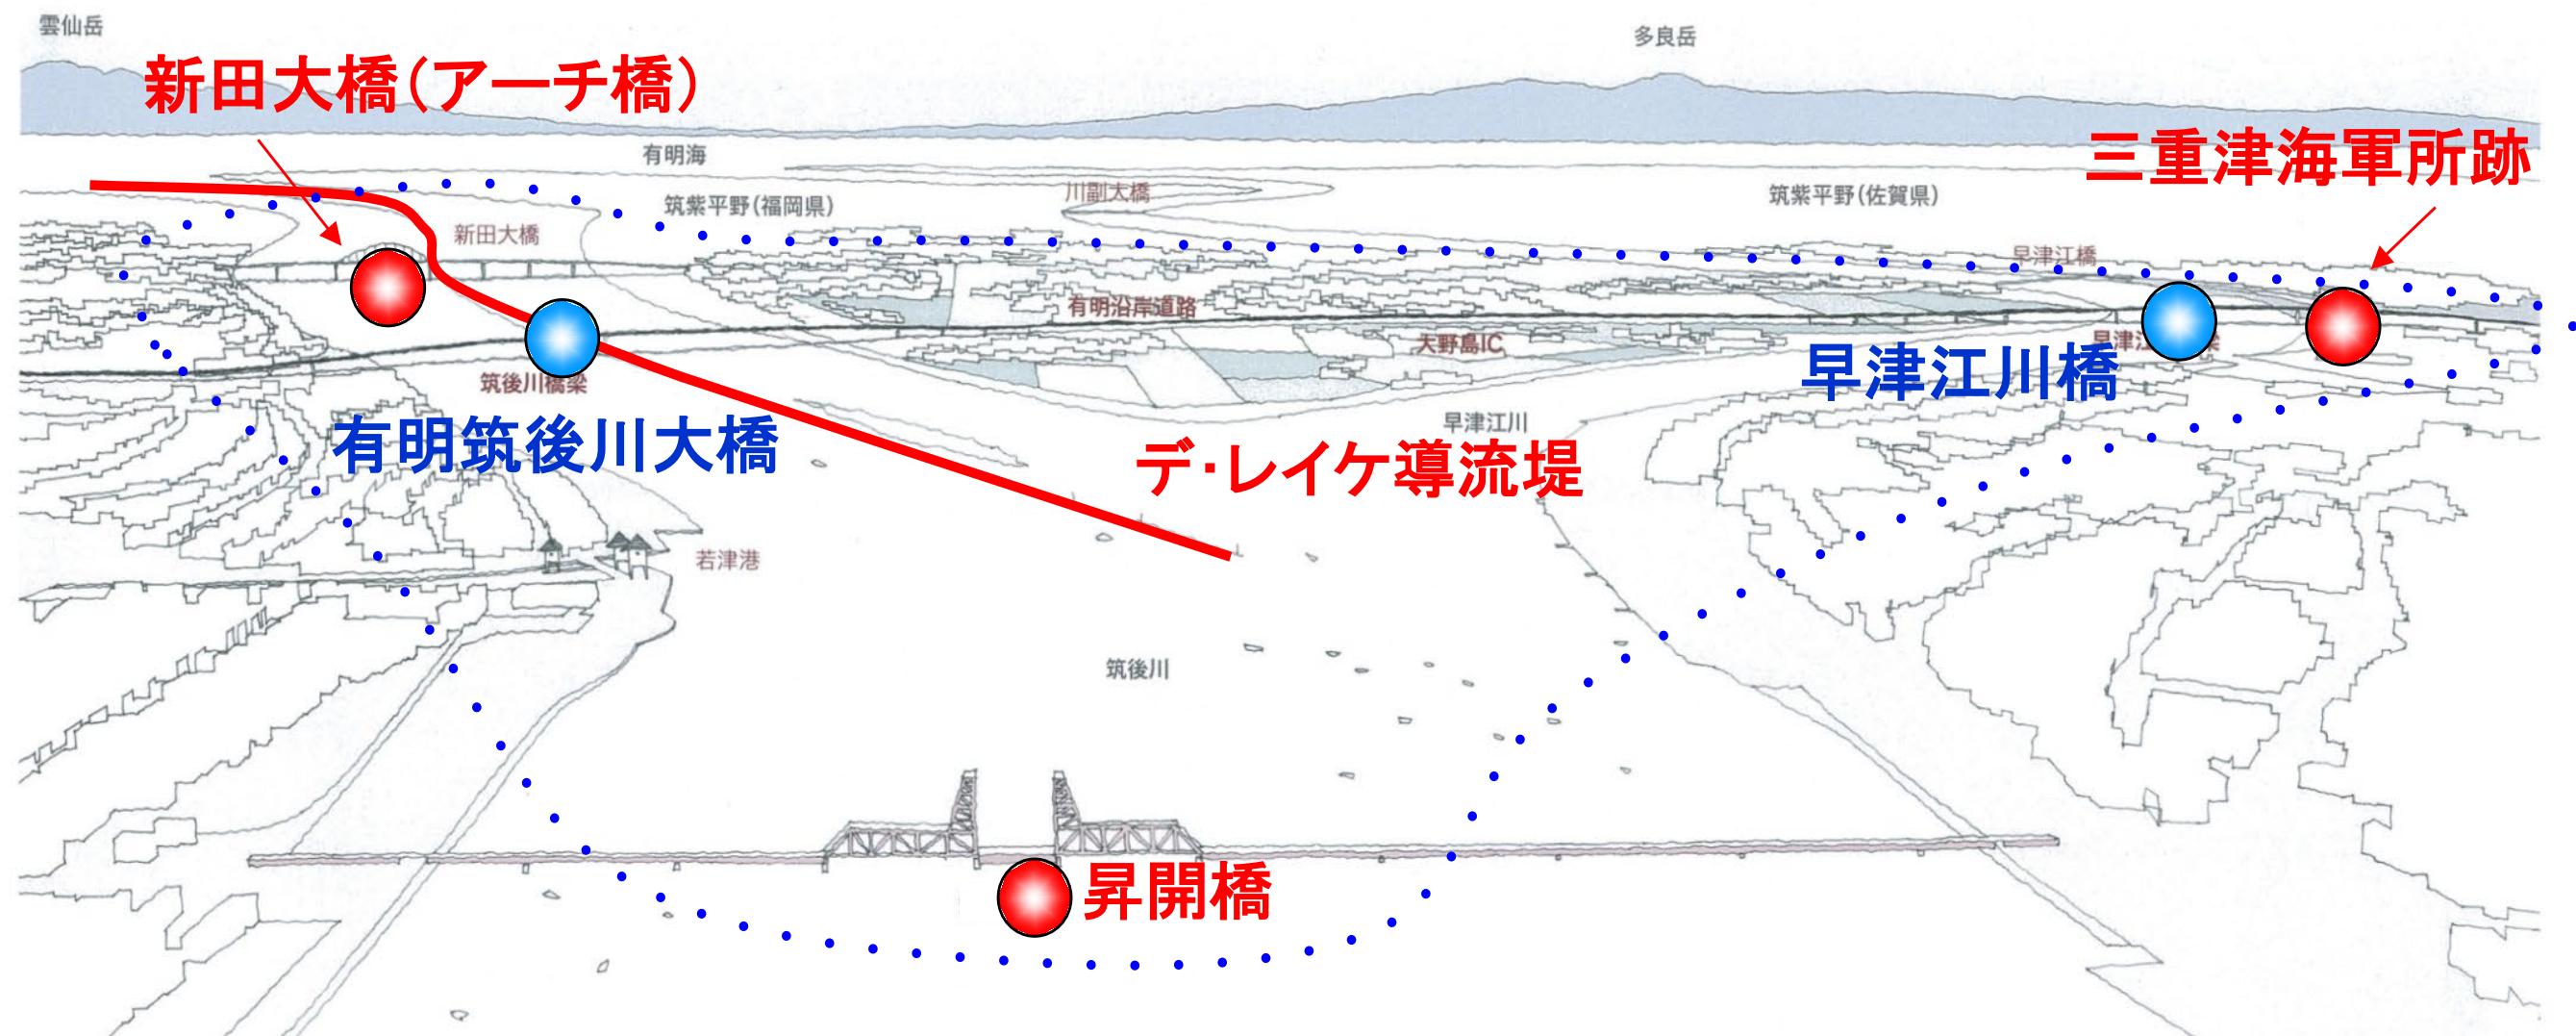 雲仙岳
多良岳
新田大橋(アーチ橋)
三重津海軍所跡
有明海
川副大橋
筑紫平野(福岡県)
筑紫平野(佐賀県)
新田大橋
早津江橋
有明沿岸道路
大野島IC
早津江川橋
筑後川橋梁
有明筑後川大橋
早津江川
デ・レイケ導流堤
若津港
筑後川
昇開橋